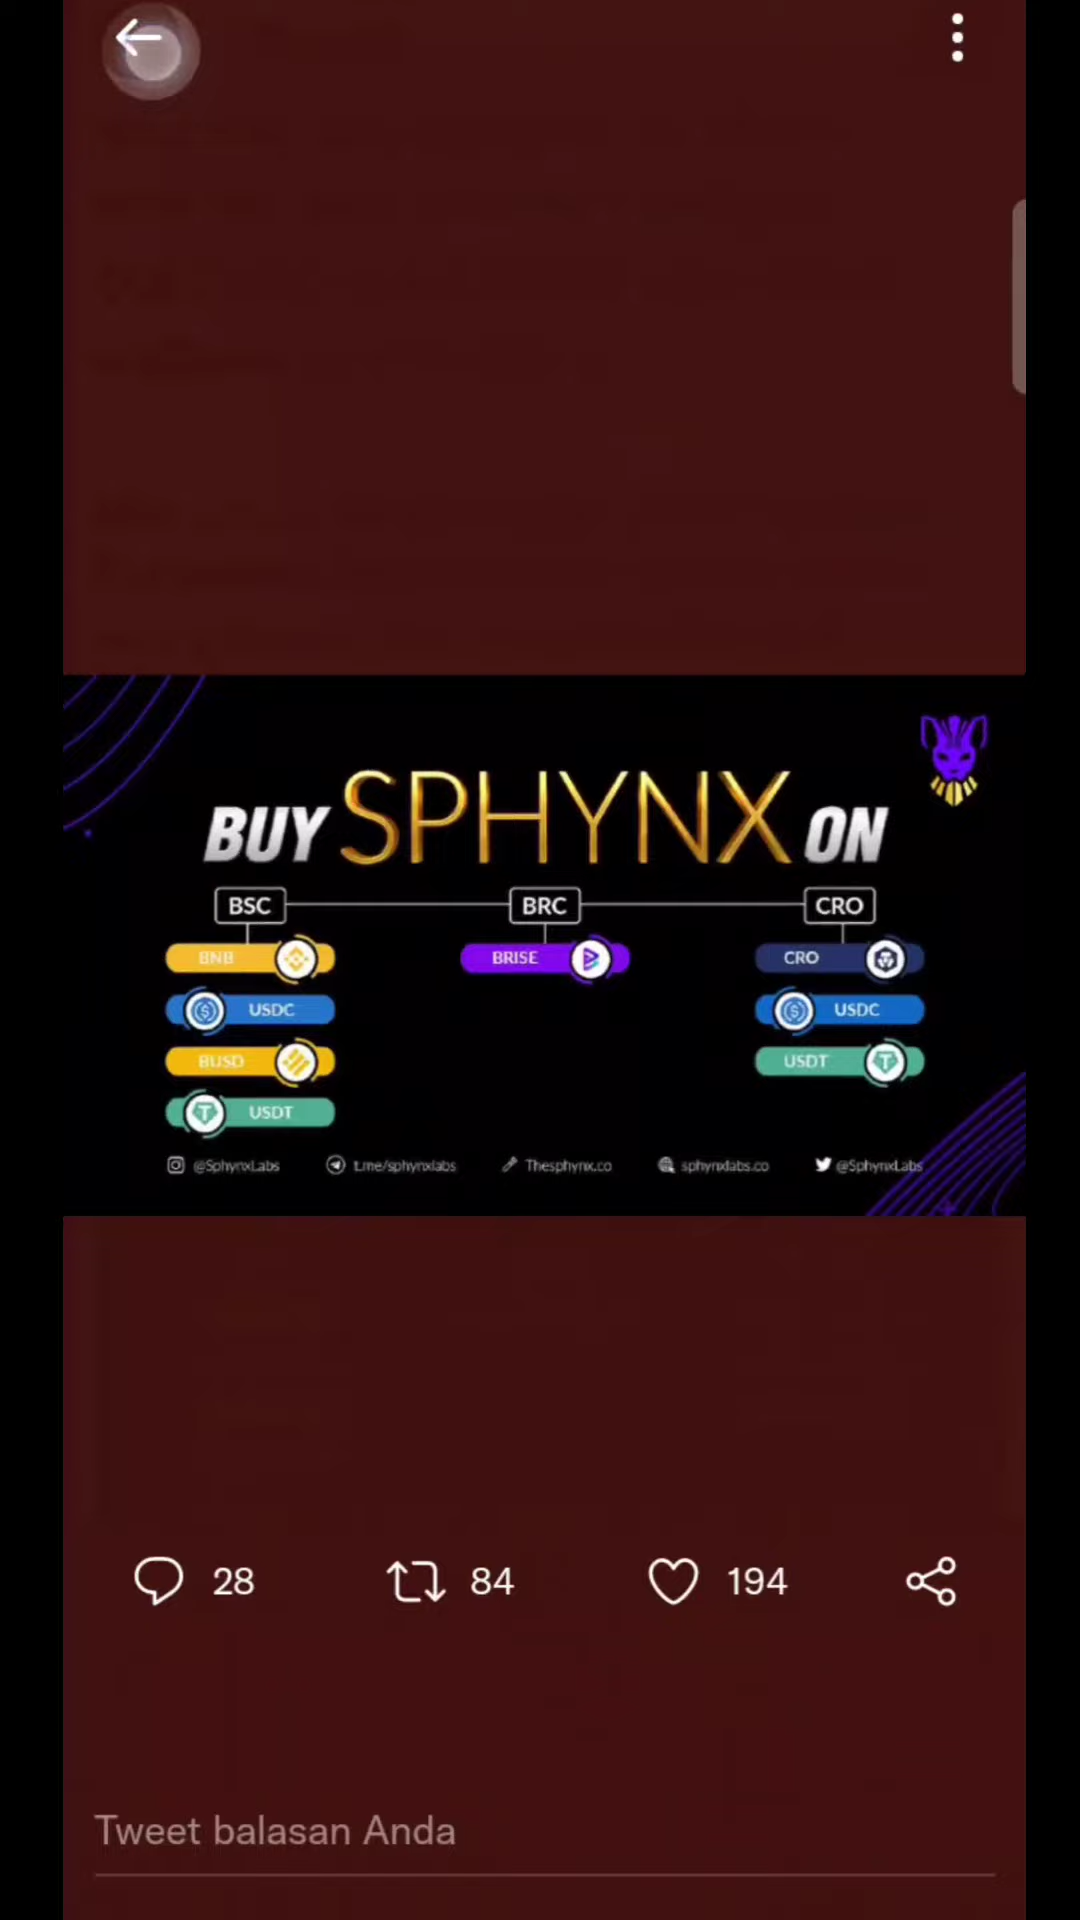 BUY SPHYNX ON
BSC BRC CRO
BNB BRISE CRO
USDC USDC
BUSD USDT
USDT
@SphynxLabs t.me/sphynxlabs Thesphynx.co sphynxlabs.co @SphynxLabs
28 84 194
Tweet balasan Anda